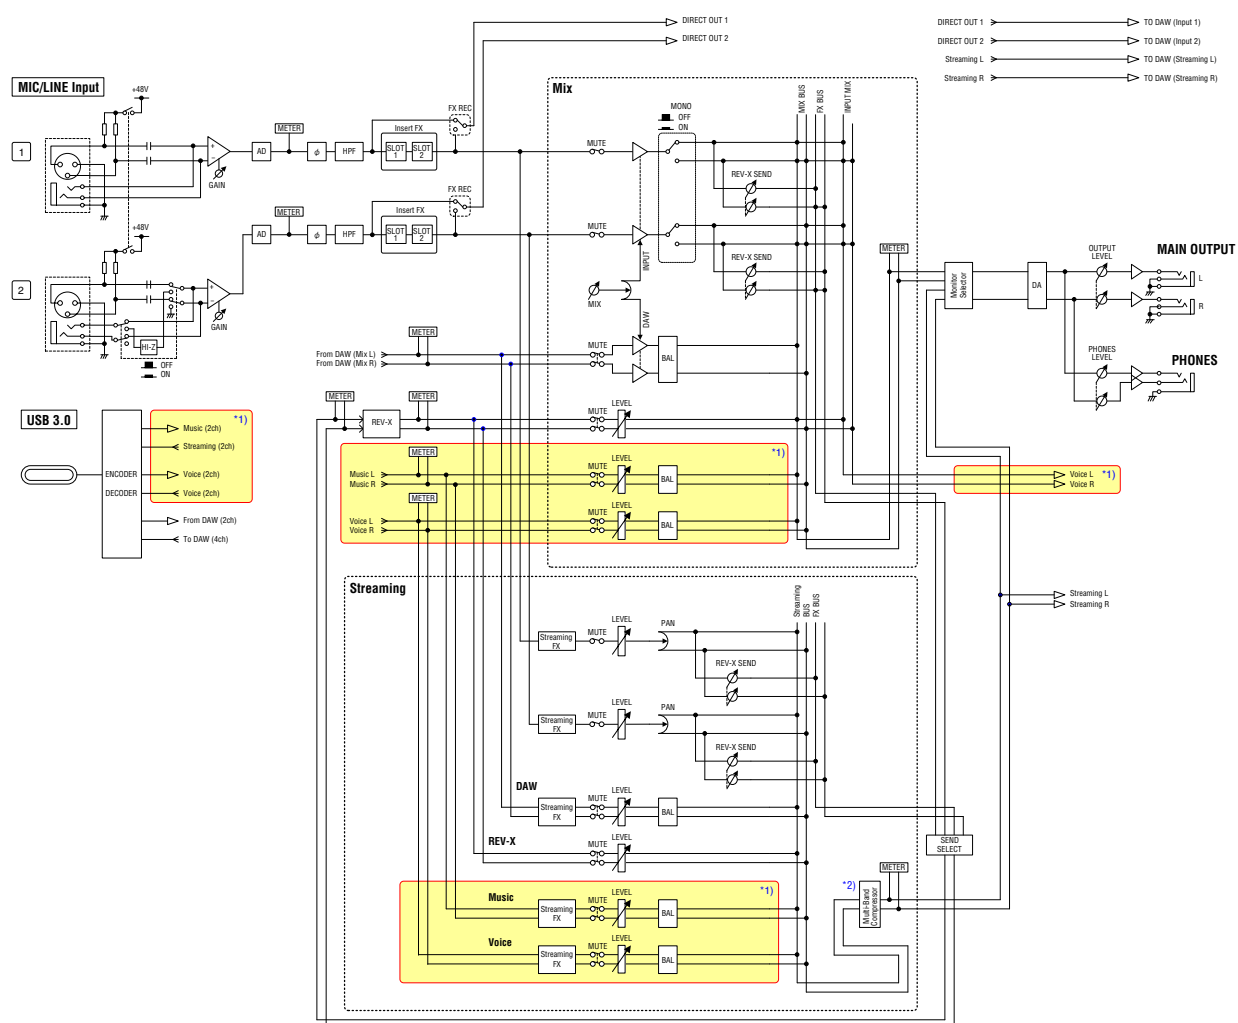 DIRECT OUT 1
DIRECT OUT 2
DIRECT OUT 1 TO DAW (Input 1)
DIRECT OUT 2 TO DAW (Input 2)
Streaming L TO DAW (Streaming L)
Streaming R TO DAW (Streaming R)
MIC/LINE Input
+48V
1
GAIN
AD
METER
ϕ
HPF
Insert FX
SLOT 1
SLOT 2
FX REC
+48V
2
HI-Z
OFF
ON
GAIN
AD
METER
ϕ
HPF
Insert FX
SLOT 1
SLOT 2
FX REC
Mix
MONO
OFF
ON
MIX BUS
FX BUS
INPUT MIX
MUTE
REV-X SEND
MUTE
REV-X SEND
INPUT
MIX
DAW
METER
From DAW (Mix L)
From DAW (Mix R)
MUTE
BAL
METER
REV-X
METER
MUTE
LEVEL
METER
Music L
Music R
MUTE
LEVEL
BAL
*1)
METER
Voice L
Voice R
MUTE
LEVEL
BAL
METER
Monitor Selector
DA
OUTPUT LEVEL
MAIN OUTPUT
L
R
PHONES LEVEL
PHONES
Voice L
Voice R
*1)
Streaming L
Streaming R
USB 3.0
ENCODER
DECODER
*1)
Music (2ch)
Streaming (2ch)
Voice (2ch)
Voice (2ch)
From DAW (2ch)
To DAW (4ch)
Streaming
Streaming BUS
FX BUS
Streaming FX
MUTE
LEVEL
PAN
REV-X SEND
Streaming FX
MUTE
LEVEL
PAN
REV-X SEND
DAW
Streaming FX
MUTE
LEVEL
BAL
REV-X
MUTE
LEVEL
SEND SELECT
*1)
Music
Streaming FX
MUTE
LEVEL
BAL
Voice
Streaming FX
MUTE
LEVEL
BAL
*2)
Multi-Band Compressor
METER